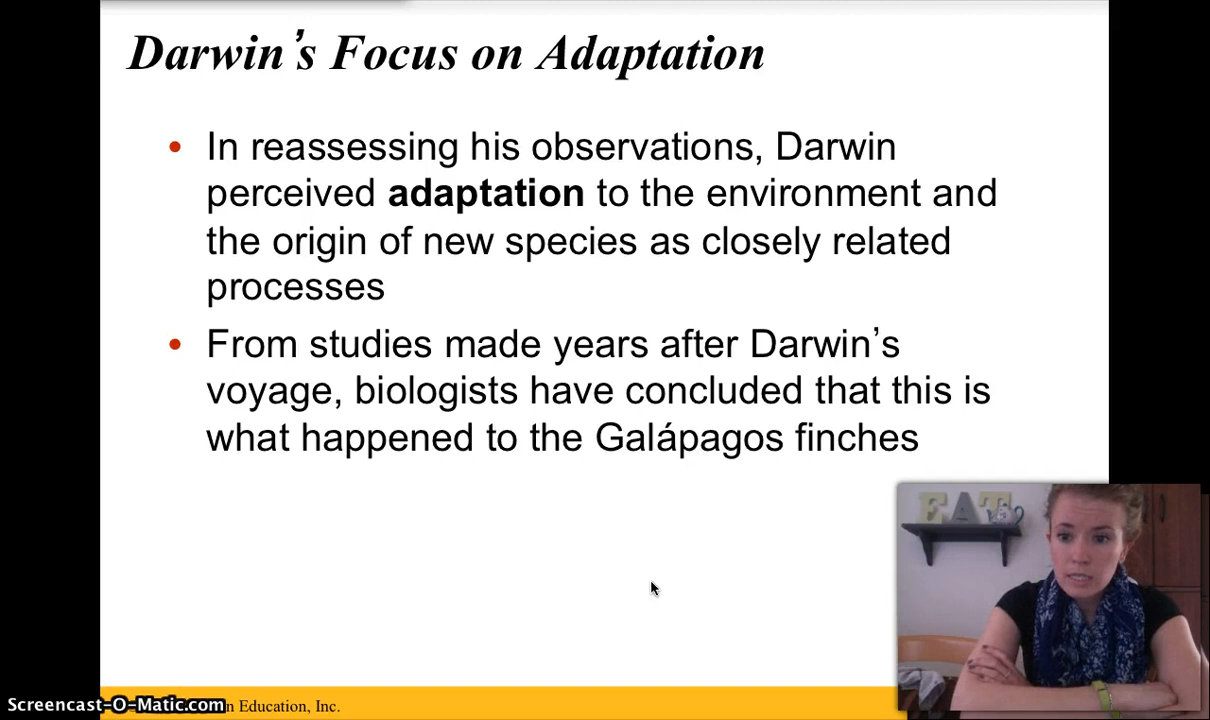 Darwin’s Focus on Adaptation
• In reassessing his observations, Darwin
perceived adaptation to the environment and
the origin of new species as closely related
processes
• From studies made years after Darwin’s
voyage, biologists have concluded that this is
what happened to the Galápagos finches
EAT
Screencast-O-Matic.com
Education, Inc.